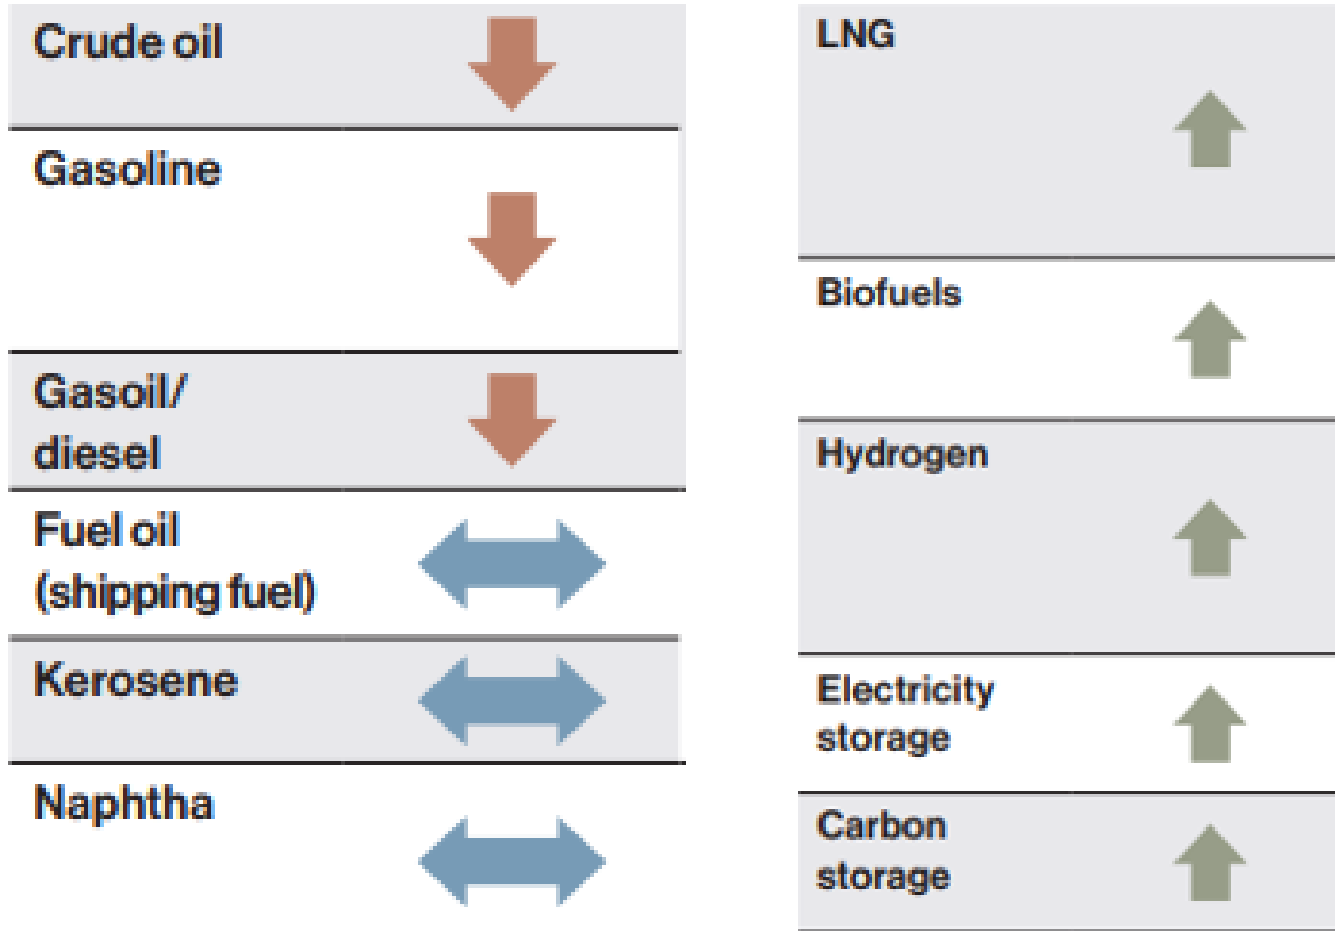 Crude oil
Gasoline
Gasoil/
diesel
Fuel oil
(shipping fuel)
Kerosene
Naphtha
LNG
Biofuels
Hydrogen
Electricity
storage
Carbon
storage